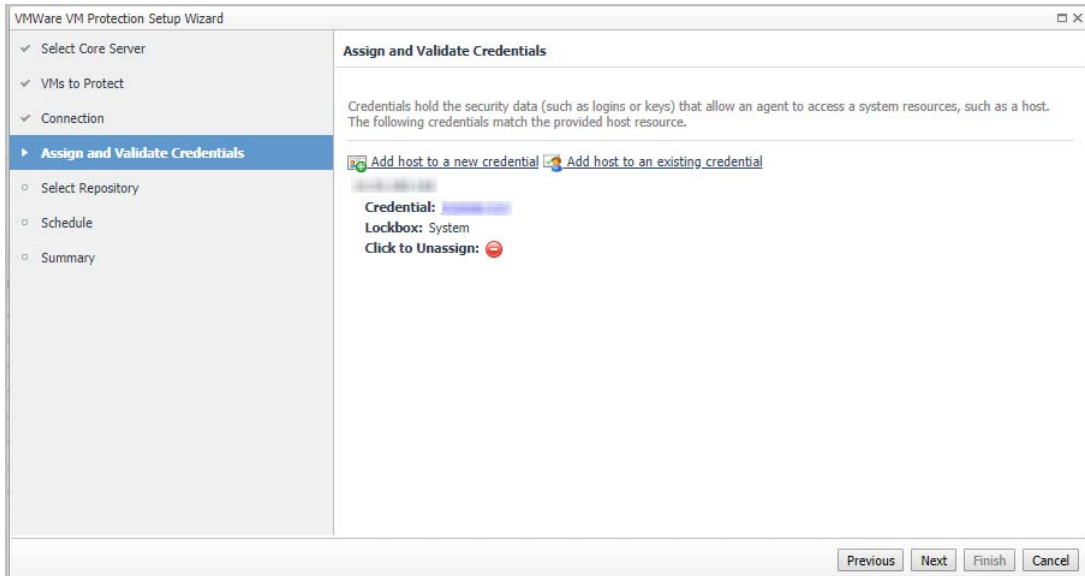 VMWare VM Protection Setup Wizard
Select Core Server
VMs to Protect
Connection
Assign and Validate Credentials
Select Repository
Schedule
Summary
Assign and Validate Credentials
Credentials hold the security data (such as logins or keys) that allow an agent to access a system resources, such as a host.
The following credentials match the provided host resource.
Add host to a new credential Add host to an existing credential
Credential:
Lockbox: System
Click to Unassign:
Previous Next Finish Cancel